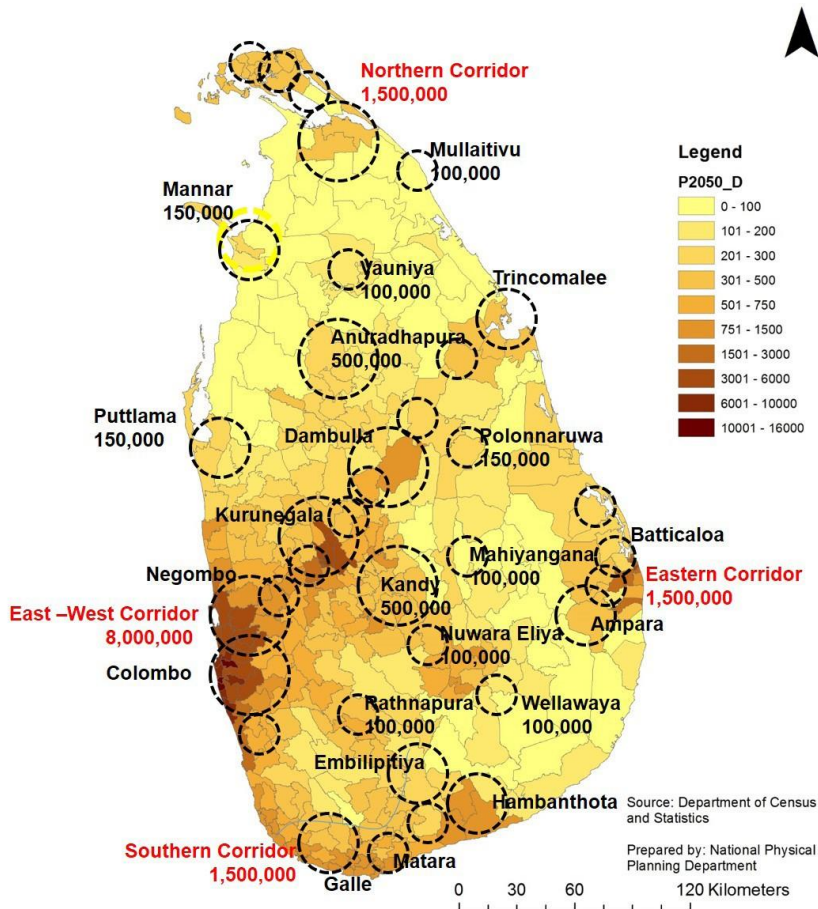 Northern Corridor
1,500,000
Mullaitivu
100,000
Mannar
150,000
Vauniya
100,000
Trincomalee
Anuradhapura
500,000
Puttlama
150,000
Dambulla
Polonnaruwa
150,000
Kurunegala
Batticaloa
Mahiyangana
100,000
Negombo
Kandy
500,000
Eastern Corridor
1,500,000
East –West Corridor
8,000,000
Ampara
Nuwara Eliya
100,000
Colombo
Rathnapura
100,000
Wellawaya
100,000
Embilipitiya
Hambanthota
Southern Corridor
1,500,000
Matara
Galle
Legend
P2050_D
0 - 100
101 - 200
201 - 300
301 - 500
501 - 750
751 - 1500
1501 - 3000
3001 - 6000
6001 - 10000
10001 - 16000
Source: Department of Census
and Statistics
Prepared by: National Physical
Planning Department
0 30 60 120 Kilometers